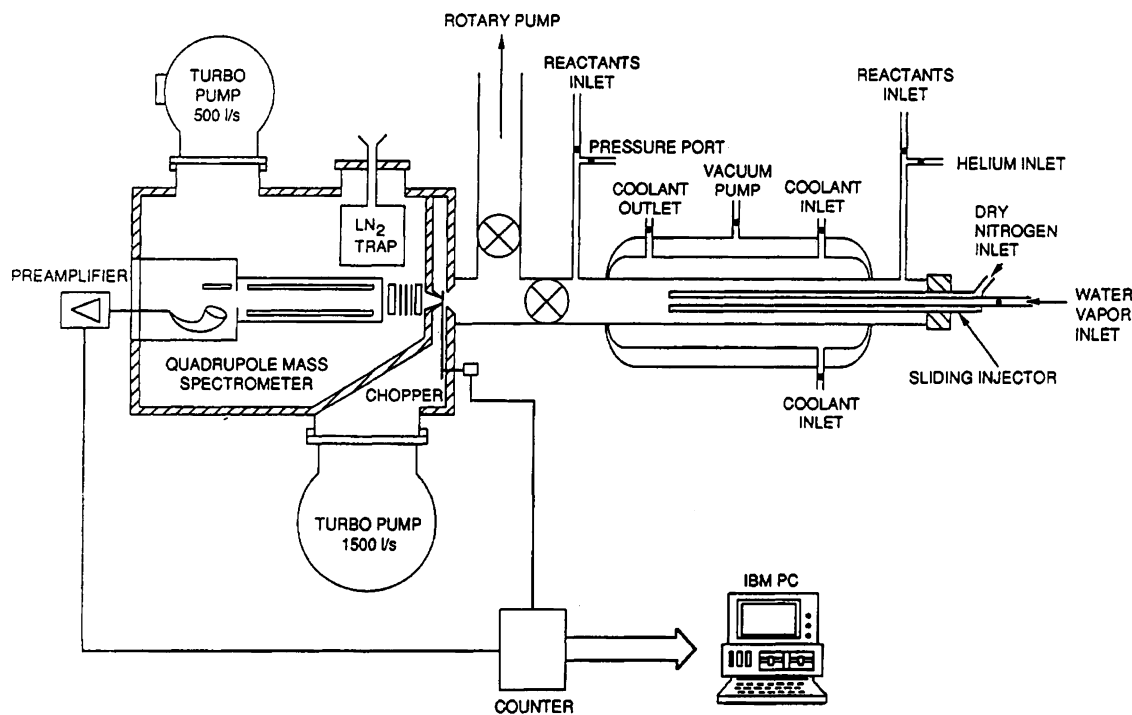 ROTARY PUMP
TURBO
PUMP
500 l/s
REACTANTS
INLET
REACTANTS
INLET
PRESSURE PORT
HELIUM INLET
VACUUM
PUMP
COOLANT
OUTLET
COOLANT
INLET
DRY
NITROGEN
INLET
LN2
TRAP
PREAMPLIFIER
WATER
VAPOR
INLET
QUADRUPOLE MASS
SPECTROMETER
CHOPPER
SLIDING INJECTOR
COOLANT
INLET
TURBO PUMP
1500 l/s
IBM PC
COUNTER